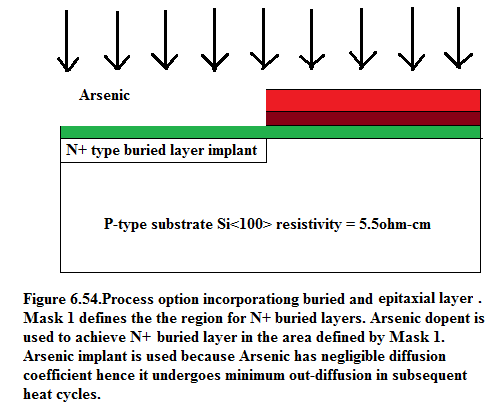 Arsenic
N+ type buried layer implant
P-type substrate Si<100> resistivity = 5.5ohm-cm
Figure 6.54.Process option incorporationg buried and epitaxial layer .
Mask 1 defines the the region for N+ buried layers. Arsenic dopent is
used to achieve N+ buried layer in the area defined by Mask 1.
Arsenic implant is used because Arsenic has negligible diffusion
coefficient hence it undergoes minimum out-diffusion in subsequent
heat cycles.